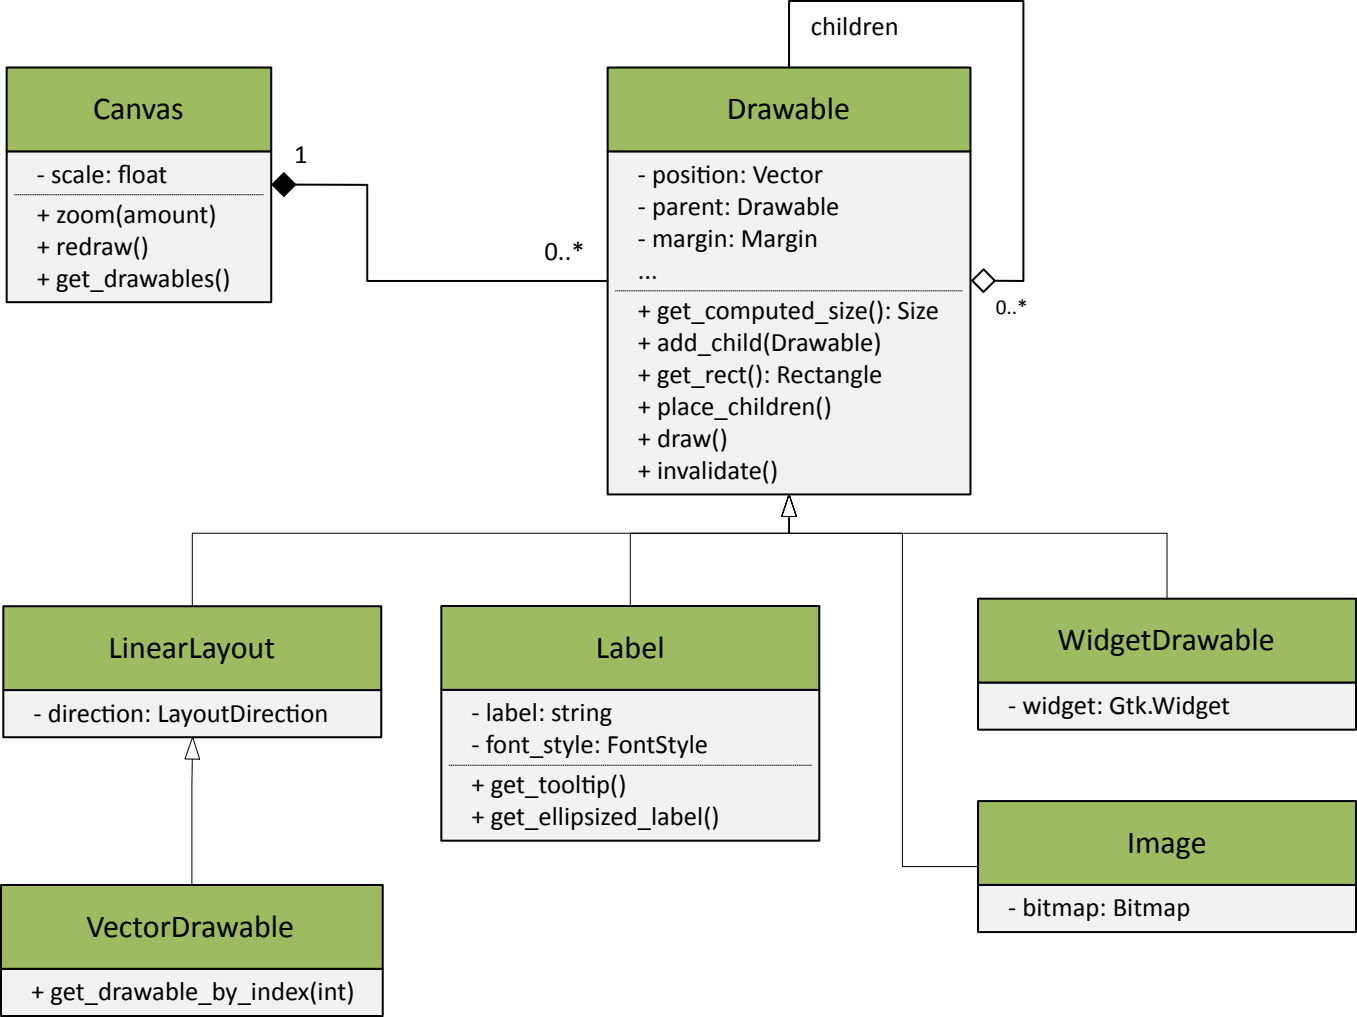 children
Canvas
- scale: float
+ zoom(amount)
+ redraw()
+ get_drawables()
1
0..*
Drawable
- position: Vector
- parent: Drawable
- margin: Margin
...
+ get_computed_size(): Size
+ add_child(Drawable)
+ get_rect(): Rectangle
+ place_children()
+ draw()
+ invalidate()
0..*
LinearLayout
- direction: LayoutDirection
Label
- label: string
- font_style: FontStyle
+ get_tooltip()
+ get_ellipsized_label()
WidgetDrawable
- widget: Gtk.Widget
Image
- bitmap: Bitmap
VectorDrawable
+ get_drawable_by_index(int)